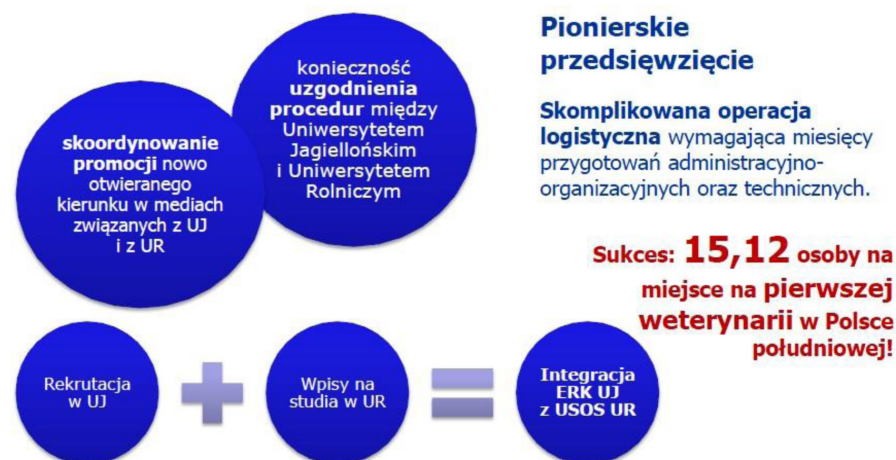 skoordynowanie
promocji nowo
otwieranego
kierunku w mediach
związanych z UJ
i z UR
konieczność
uzgodnienia
procedur między
Uniwersytetem
Jagiellońskim
i Uniwersytetem
Rolniczym
Pionierskie
przedsięwzięcie
Skomplikowana operacja
logistyczna wymagająca miesięcy
przygotowań administracyjno-
organizacyjnych oraz technicznych.
Sukces: 15,12 osoby na
miejsce na pierwszej
weterynarii w Polsce
południowej!
Rekrutacja
w UJ
Wpisy na
studia w UR
Integracja
ERK UJ
z USOS UR